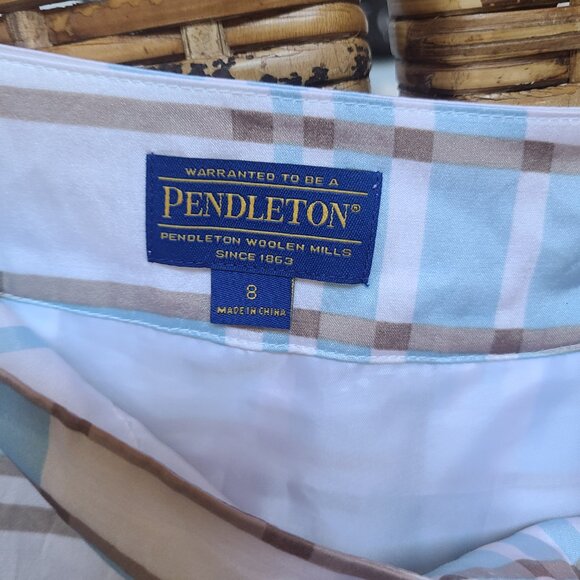 WARRANTED TO BE A
PENDLETON®
PENDLETON WOOLEN MILLS
SINCE 1863
8
MADE IN CHINA